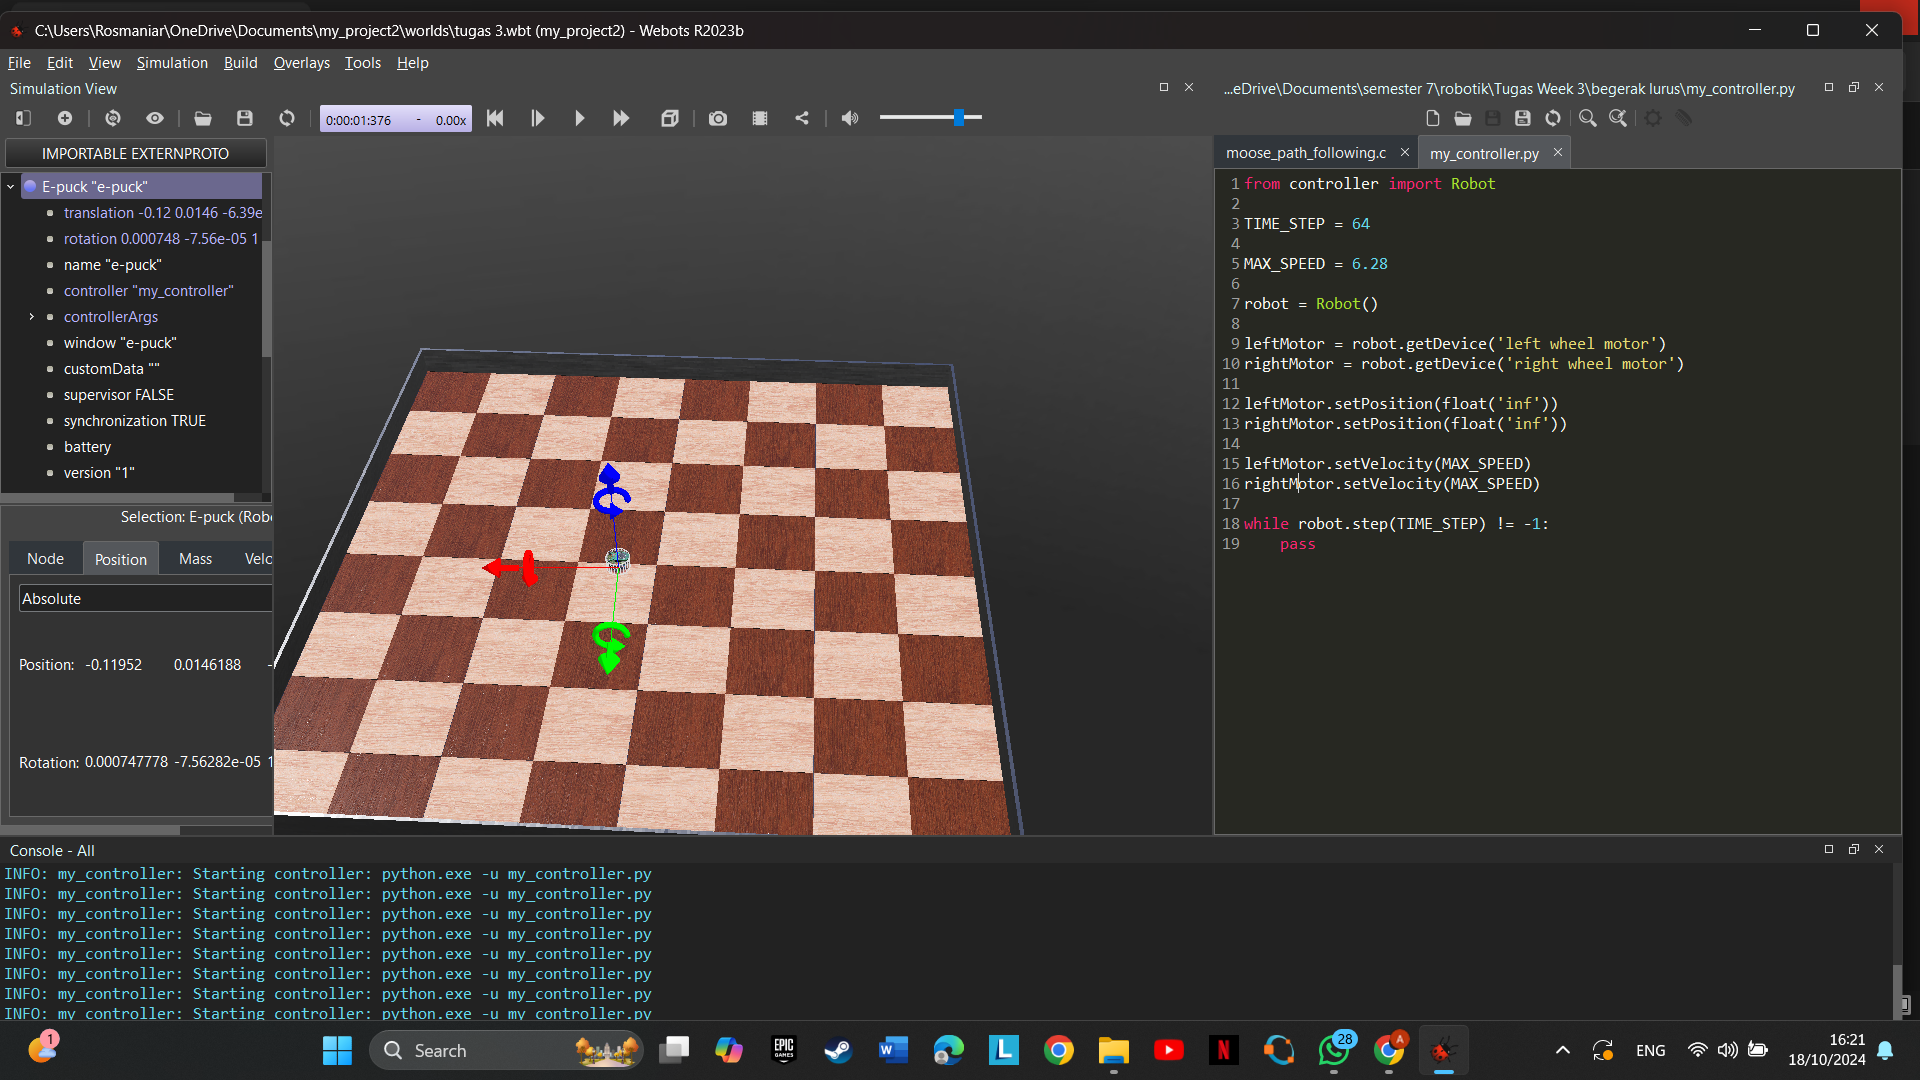 C:\Users\Rosmaniar\OneDrive\Documents\my_project2\worlds\tugas 3.wbt (my_project2) - Webots R2023b
File Edit View Simulation Build Overlays Tools Help
Simulation View
...eDrive\Documents\semester 7\robotik\Tugas Week 3\begerak lurus\my_controller.py
0:00:01:376 - 0.00x
IMPORTABLE EXTERNPROTO
E-puck "e-puck"
translation -0.12 0.0146 -6.39e
rotation 0.000748 -7.56e-05 1
name "e-puck"
controller "my_controller"
controllerArgs
window "e-puck"
customData ""
supervisor FALSE
synchronization TRUE
battery
version "1"
Selection: E-puck (Robo
Node Position Mass Velo
Absolute
Position: -0.11952 0.0146188 -
Rotation: 0.000747778 -7.56282e-05 1
moose_path_following.c my_controller.py
1 from controller import Robot
2
3 TIME_STEP = 64
4
5 MAX_SPEED = 6.28
6
7 robot = Robot()
8
9 leftMotor = robot.getDevice('left wheel motor')
10 rightMotor = robot.getDevice('right wheel motor')
11
12 leftMotor.setPosition(float('inf'))
13 rightMotor.setPosition(float('inf'))
14
15 leftMotor.setVelocity(MAX_SPEED)
16 rightMotor.setVelocity(MAX_SPEED)
17
18 while robot.step(TIME_STEP) != -1:
19     pass
Console - All
INFO: my_controller: Starting controller: python.exe -u my_controller.py
INFO: my_controller: Starting controller: python.exe -u my_controller.py
INFO: my_controller: Starting controller: python.exe -u my_controller.py
INFO: my_controller: Starting controller: python.exe -u my_controller.py
INFO: my_controller: Starting controller: python.exe -u my_controller.py
INFO: my_controller: Starting controller: python.exe -u my_controller.py
INFO: my_controller: Starting controller: python.exe -u my_controller.py
INFO: my_controller: Starting controller: python.exe -u my_controller.py
1
Search
EPIC GAMES
W
L
N
28
A
ENG
16:21
18/10/2024